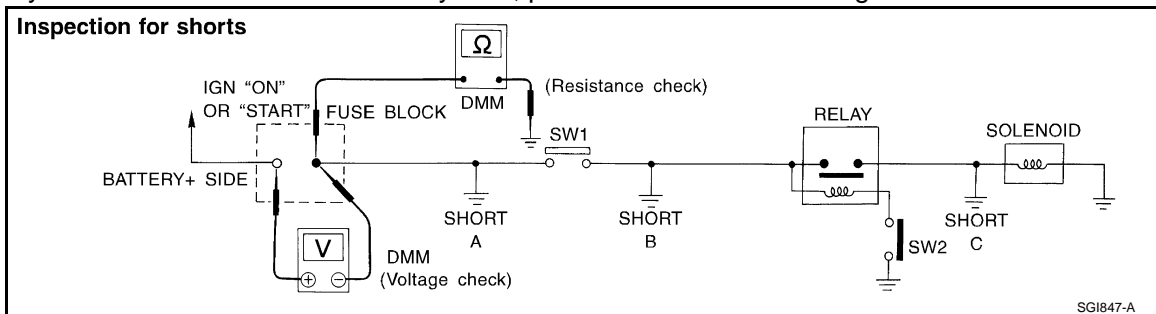 Inspection for shorts
Ω
IGN "ON"
OR "START"
FUSE BLOCK
DMM
(Resistance check)
SW1
RELAY
SOLENOID
BATTERY+ SIDE
SHORT
A
SHORT
B
SHORT
C
SW2
V
+ −
DMM
(Voltage check)
SGI847-A